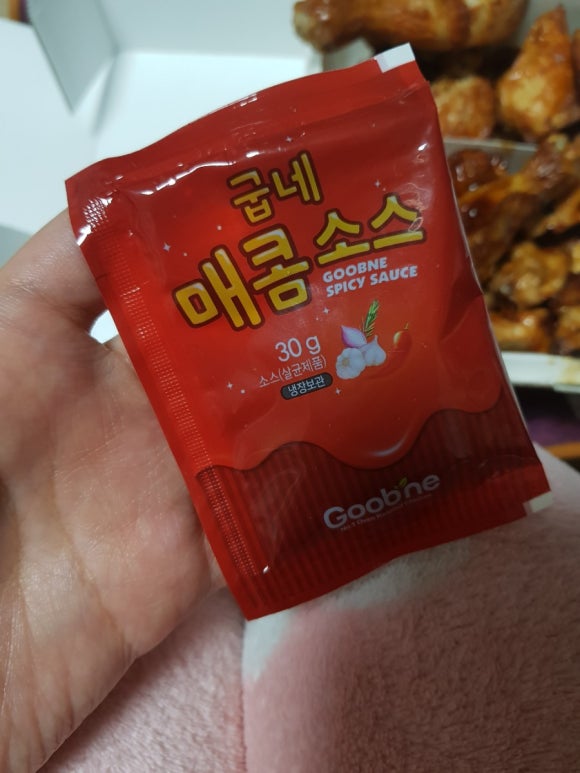 굽네
매콤소스
GOOBNE
SPICY SAUCE
30 g
소스(살균제품)
냉장보관
Goobne